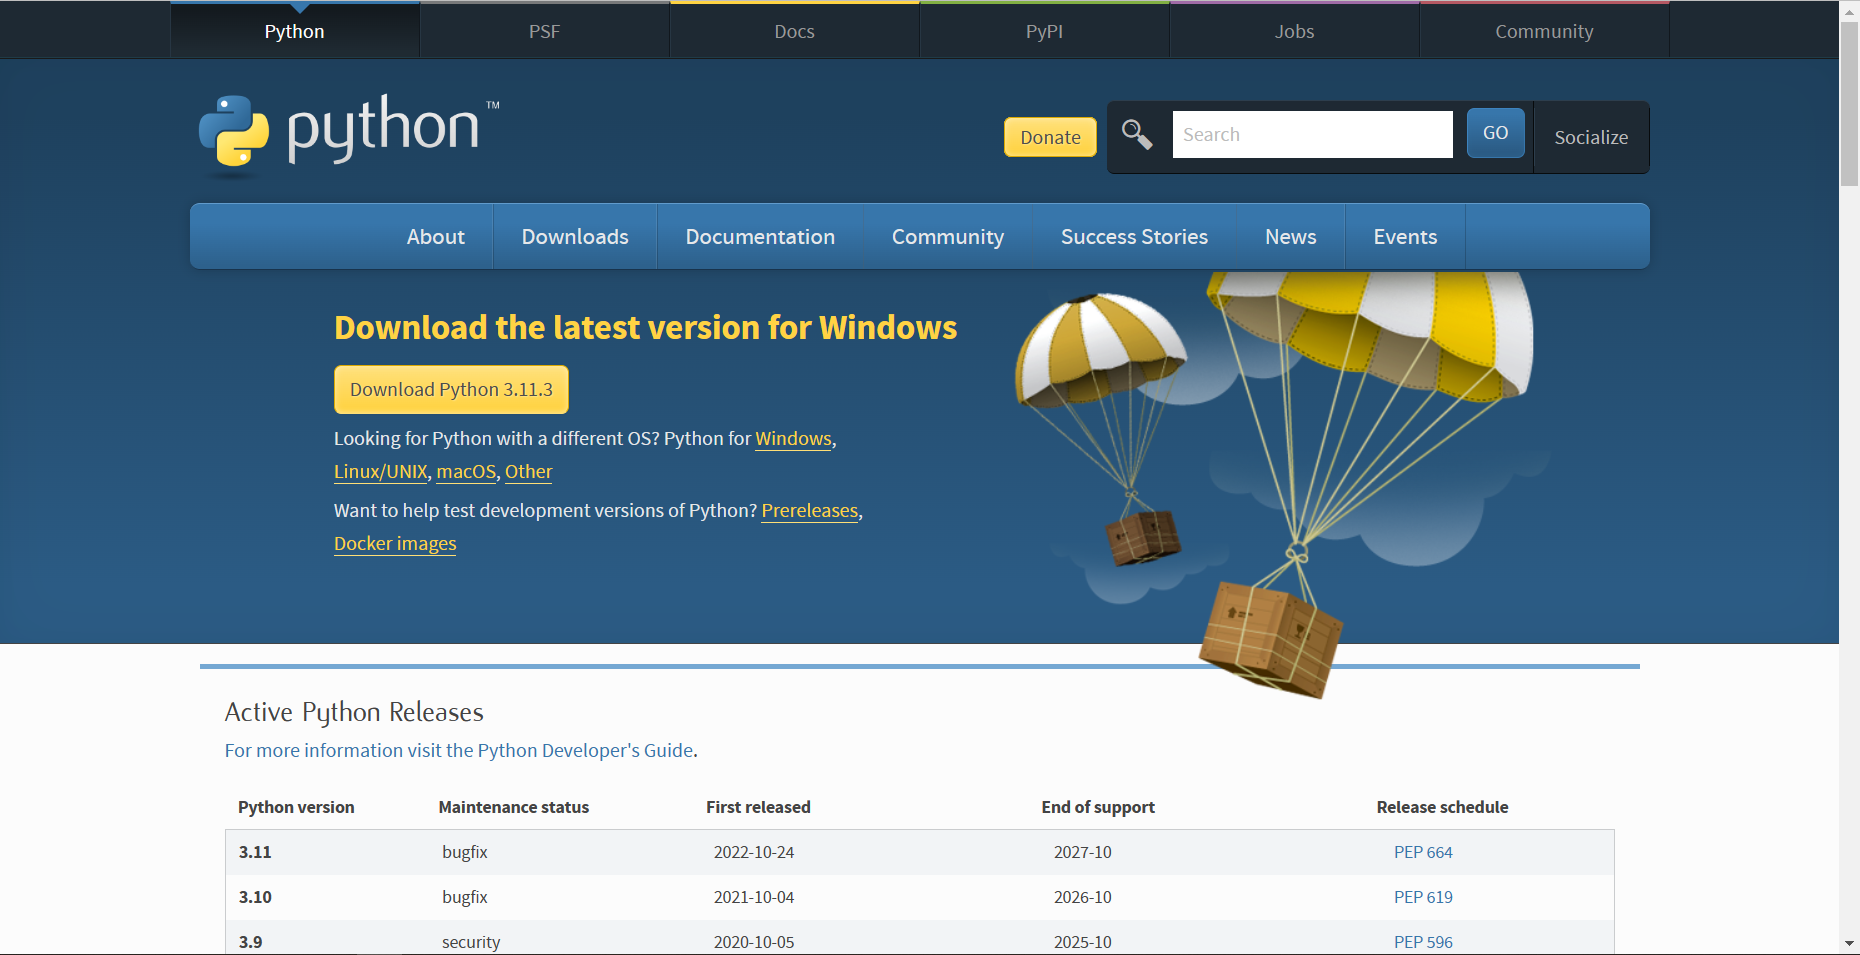 Python PSF Docs PyPI Jobs Community
python™
Donate Search GO Socialize
About Downloads Documentation Community Success Stories News Events
Download the latest version for Windows
Download Python 3.11.3
Looking for Python with a different OS? Python for Windows,
Linux/UNIX, macOS, Other
Want to help test development versions of Python? Prereleases,
Docker images
Active Python Releases
For more information visit the Python Developer's Guide.
Python version Maintenance status First released End of support Release schedule
3.11 bugfix 2022-10-24 2027-10 PEP 664
3.10 bugfix 2021-10-04 2026-10 PEP 619
3.9 security 2020-10-05 2025-10 PEP 596